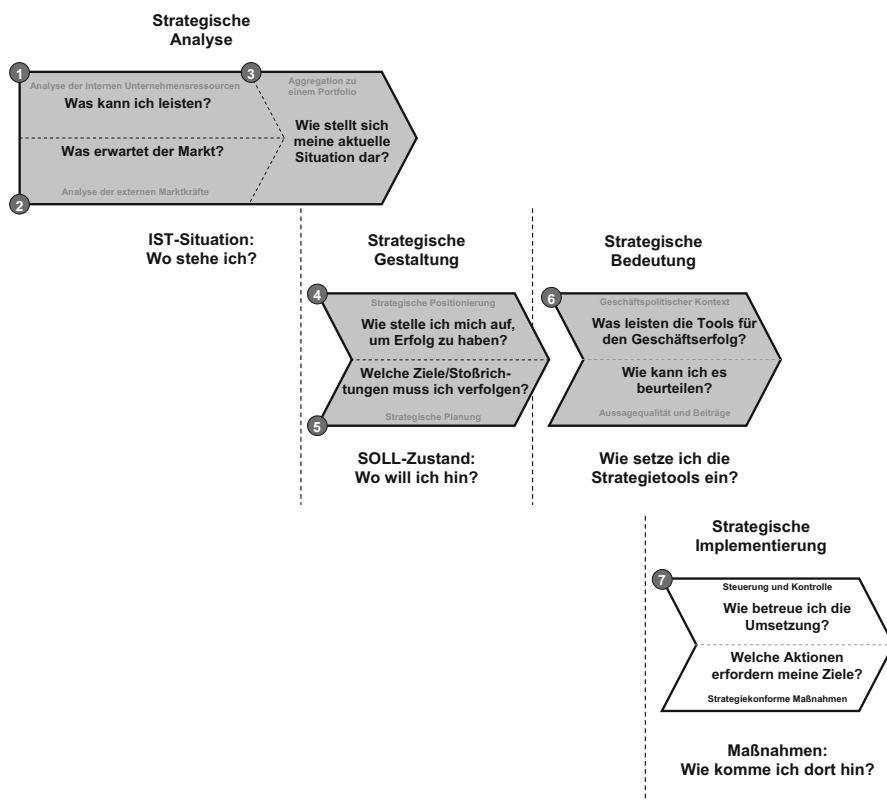 Strategische
Analyse
1
3
Analyse der internen Unternehmensressourcen
Was kann ich leisten?
Aggregation zu
einem Portfolio
Wie stellt sich
meine aktuelle
Situation dar?
Was erwartet der Markt?
Analyse der externen Marktkräfte
2
IST-Situation:
Wo stehe ich?
Strategische
Gestaltung
4
Strategische Positionierung
Wie stelle ich mich auf,
um Erfolg zu haben?
Welche Ziele/Stoßrich-
tungen muss ich verfolgen?
Strategische Planung
5
SOLL-Zustand:
Wo will ich hin?
Strategische
Bedeutung
6
Geschäftspolitischer Kontext
Was leisten die Tools für
den Geschäftserfolg?
Wie kann ich es
beurteilen?
Aussagequalität und Beiträge
Wie setze ich die
Strategietools ein?
Strategische
Implementierung
7
Steuerung und Kontrolle
Wie betreue ich die
Umsetzung?
Welche Aktionen
erfordern meine Ziele?
Strategiekonforme Maßnahmen
Maßnahmen:
Wie komme ich dort hin?